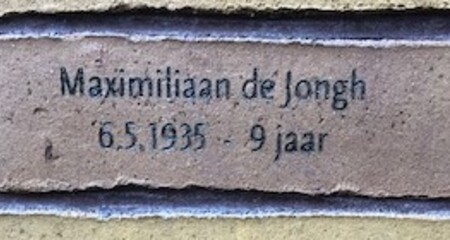 Maximiliaan de Jongh
6.5.1935 - 9 jaar